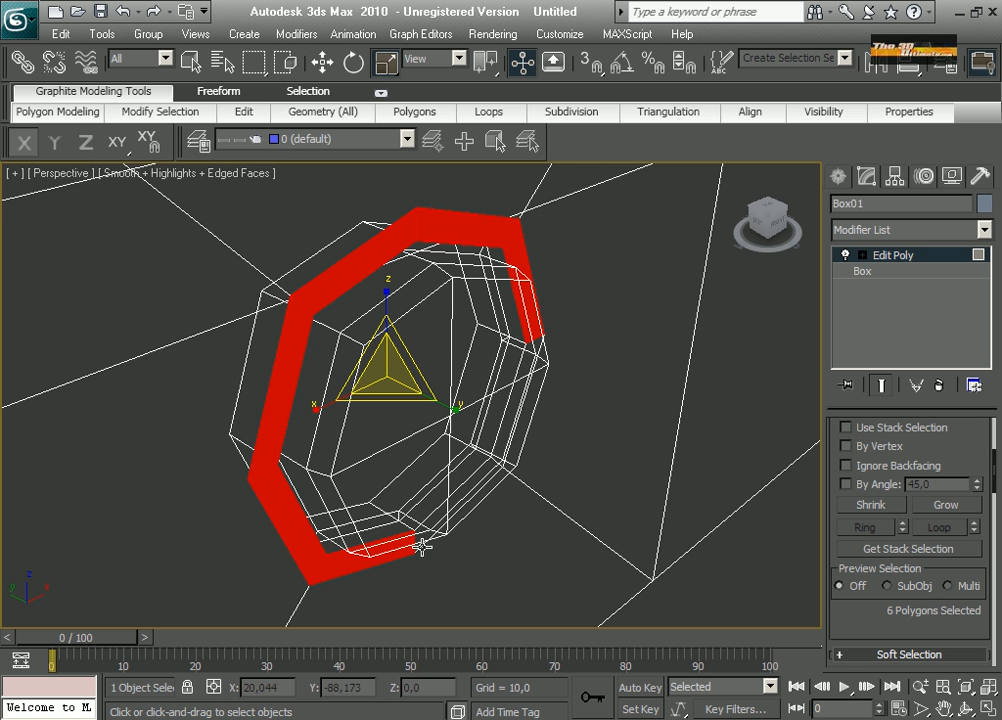 Autodesk 3ds Max 2010 - Unregistered Version Untitled
Type a keyword or phrase
Edit Tools Group Views Create Modifiers Animation Graph Editors Rendering Customize MAXScript Help
All
View
3
Create Selection Se
The 3D
Graphite Modeling Tools Freeform Selection
Polygon Modeling Modify Selection Edit Geometry (All) Polygons Loops Subdivision Triangulation Align Visibility Properties
X Y Z XY XY
0 (default)
[ + ] [ Perspective ] [ Smooth + Highlights + Edged Faces ]
Box01
Modifier List
Edit Poly
Box
z
x
y
Use Stack Selection
By Vertex
Ignore Backfacing
By Angle: 45,0
Shrink Grow
Ring Loop
Get Stack Selection
Preview Selection
Off SubObj Multi
6 Polygons Selected
+ Soft Selection
z
y x
< 0 / 100 >
0 10 20 30 40 50 60 70 80 90 100
1 Object Sele X: 20,044 Y: -88,173 Z: 0,0 Grid = 10,0 Auto Key Selected
Welcome to M. Click or click-and-drag to select objects Add Time Tag Set Key Key Filters... 0